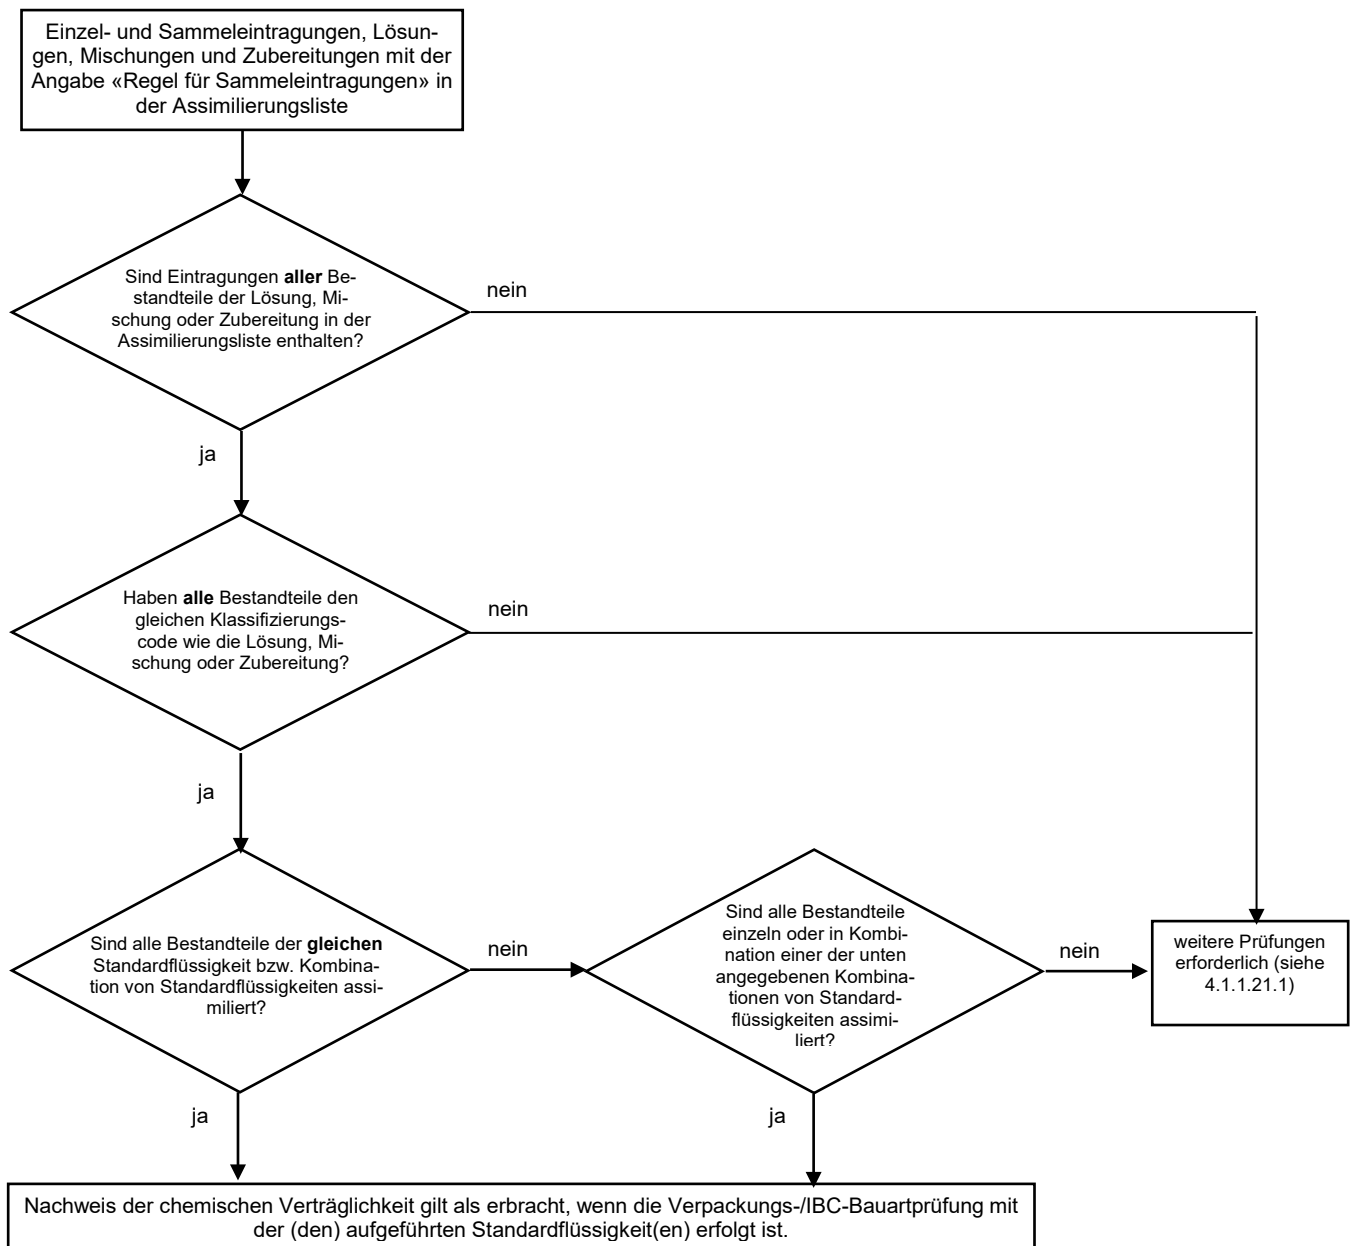 Einzel- und Sammeleintragungen, Lösun-
gen, Mischungen und Zubereitungen mit der
Angabe «Regel für Sammeleintragungen» in
der Assimilierungsliste
Sind Eintragungen aller Be-
standteile der Lösung, Mi-
schung oder Zubereitung in der
Assimilierungsliste enthalten?
nein
ja
Haben alle Bestandteile den
gleichen Klassifizierungs-
code wie die Lösung, Mi-
schung oder Zubereitung?
nein
ja
Sind alle Bestandteile der gleichen
Standardflüssigkeit bzw. Kombina-
tion von Standardflüssigkeiten assi-
miliert?
nein
Sind alle Bestandteile
einzeln oder in Kombi-
nation einer der unten
angegebenen Kombina-
tionen von Standard-
flüssigkeiten assimi-
liert?
nein
weitere Prüfungen
erforderlich (siehe
4.1.1.21.1)
ja
ja
Nachweis der chemischen Verträglichkeit gilt als erbracht, wenn die Verpackungs-/IBC-Bauartprüfung mit
der (den) aufgeführten Standardflüssigkeit(en) erfolgt ist.